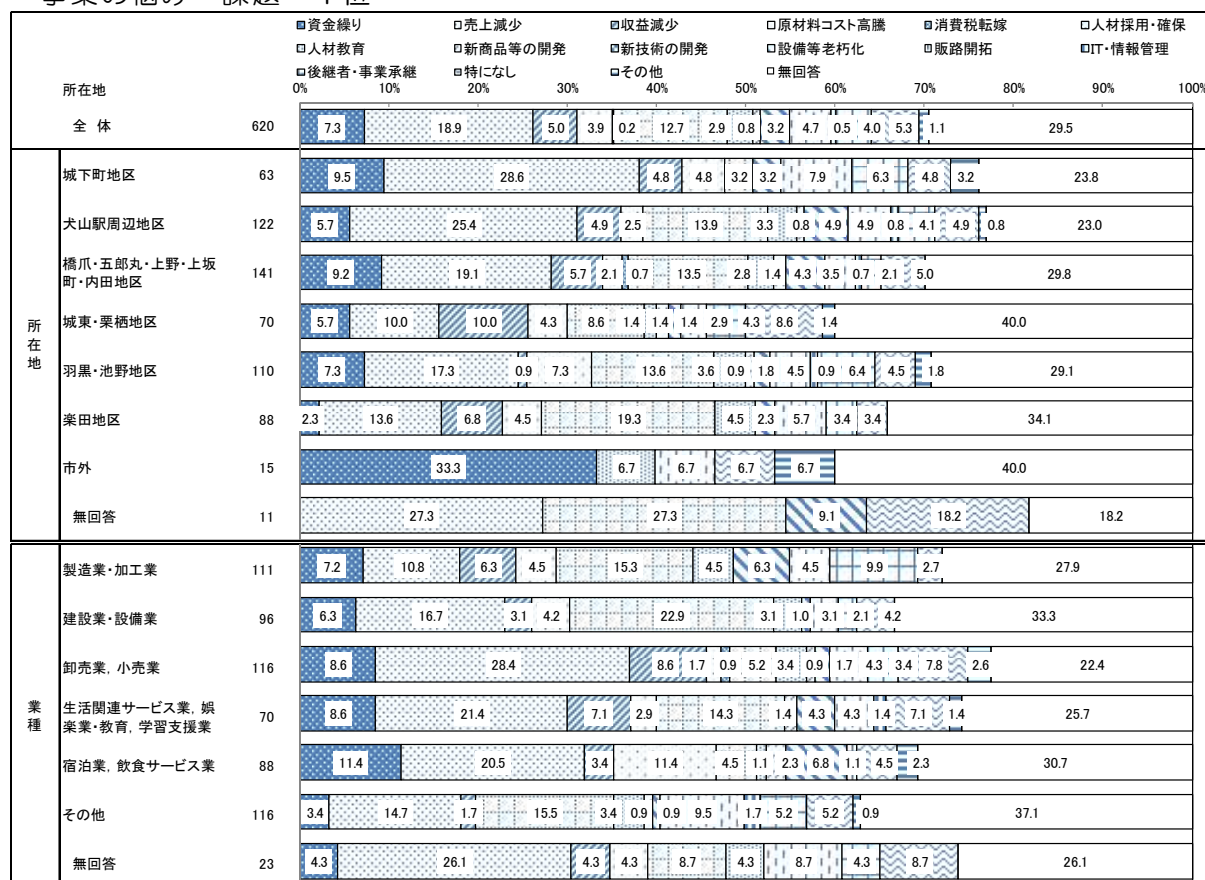 資金繰り 売上減少 収益減少 原材料コスト高騰 消費税転嫁 人材採用・確保
人材教育 新商品等の開発 新技術の開発 設備等老朽化 販路開拓 IT・情報管理
後継者・事業承継 特になし その他 無回答
所在地
0% 10% 20% 30% 40% 50% 60% 70% 80% 90% 100%
全 体 620 7.3 18.9 5.0 3.9 0.2 12.7 2.9 0.8 3.2 4.7 0.5 4.0 5.3 1.1 29.5
所在地
城下町地区 63 9.5 28.6 4.8 4.8 3.2 3.2 7.9 6.3 4.8 3.2 23.8
犬山駅周辺地区 122 5.7 25.4 4.9 2.5 13.9 3.3 0.8 4.9 4.9 0.8 4.1 4.9 0.8 23.0
橋爪・五郎丸・上野・上坂
町・内田地区 141 9.2 19.1 5.7 2.1 0.7 13.5 2.8 1.4 4.3 3.5 0.7 2.1 5.0 29.8
城東・栗栖地区 70 5.7 10.0 10.0 4.3 8.6 1.4 1.4 1.4 2.9 4.3 8.6 1.4 40.0
羽黒・池野地区 110 7.3 17.3 0.9 7.3 13.6 3.6 0.9 1.8 4.5 0.9 6.4 4.5 1.8 29.1
楽田地区 88 2.3 13.6 6.8 4.5 19.3 4.5 2.3 5.7 3.4 3.4 34.1
市外 15 33.3 6.7 6.7 6.7 6.7 40.0
無回答 11 27.3 27.3 9.1 18.2 18.2
業種
製造業・加工業 111 7.2 10.8 6.3 4.5 15.3 4.5 6.3 4.5 9.9 2.7 27.9
建設業・設備業 96 6.3 16.7 3.1 4.2 22.9 3.1 1.0 3.1 2.1 4.2 33.3
卸売業，小売業 116 8.6 28.4 8.6 1.7 0.9 5.2 3.4 0.9 1.7 4.3 3.4 7.8 2.6 22.4
生活関連サービス業，娯
楽業・教育，学習支援業 70 8.6 21.4 7.1 2.9 14.3 1.4 4.3 4.3 1.4 7.1 1.4 25.7
宿泊業，飲食サービス業 88 11.4 20.5 3.4 11.4 4.5 1.1 2.3 6.8 1.1 4.5 2.3 30.7
その他 116 3.4 14.7 1.7 15.5 3.4 0.9 0.9 9.5 1.7 5.2 5.2 0.9 37.1
無回答 23 4.3 26.1 4.3 4.3 8.7 4.3 8.7 4.3 8.7 26.1